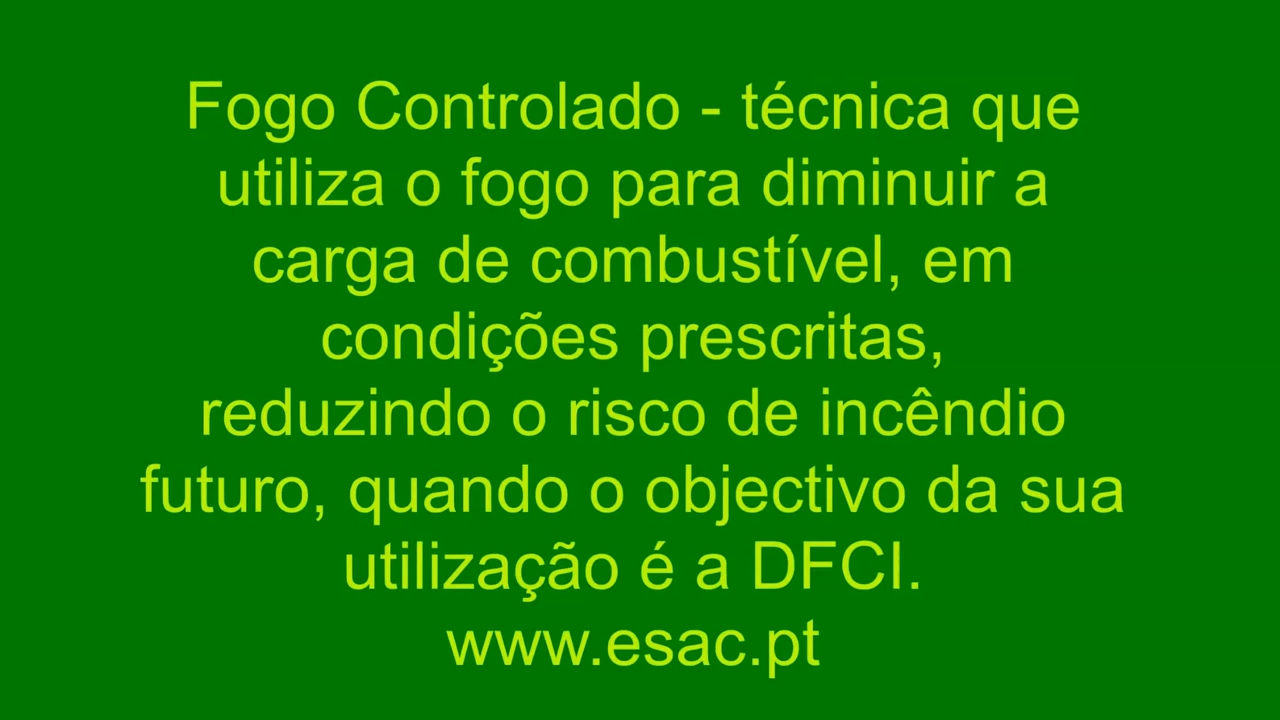 Fogo Controlado - técnica que
utiliza o fogo para diminuir a
carga de combustível, em
condições prescritas,
reduzindo o risco de incêndio
futuro, quando o objectivo da sua
utilização é a DFCI.
www.esac.pt